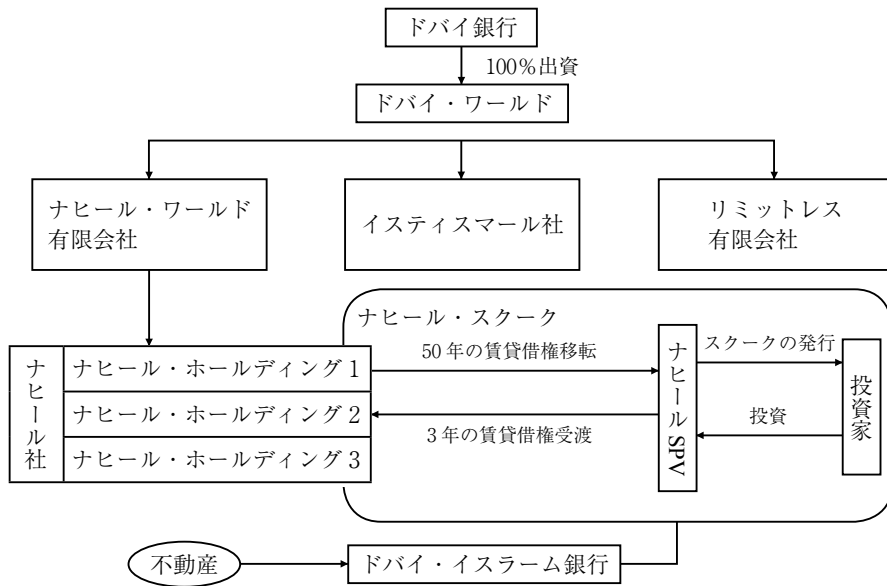 ドバイ銀行
100%出資
ドバイ・ワールド
ナヒール・ワールド
有限会社
イスティスマール社
リミットレス
有限会社
ナヒール・スクーク
ナヒール社
ナヒール・ホールディング1
ナヒール・ホールディング2
ナヒール・ホールディング3
50年の賃貸借権移転
3年の賃貸借権受渡
ナヒールSPV
スクークの発行
投資
投資家
不動産
ドバイ・イスラーム銀行